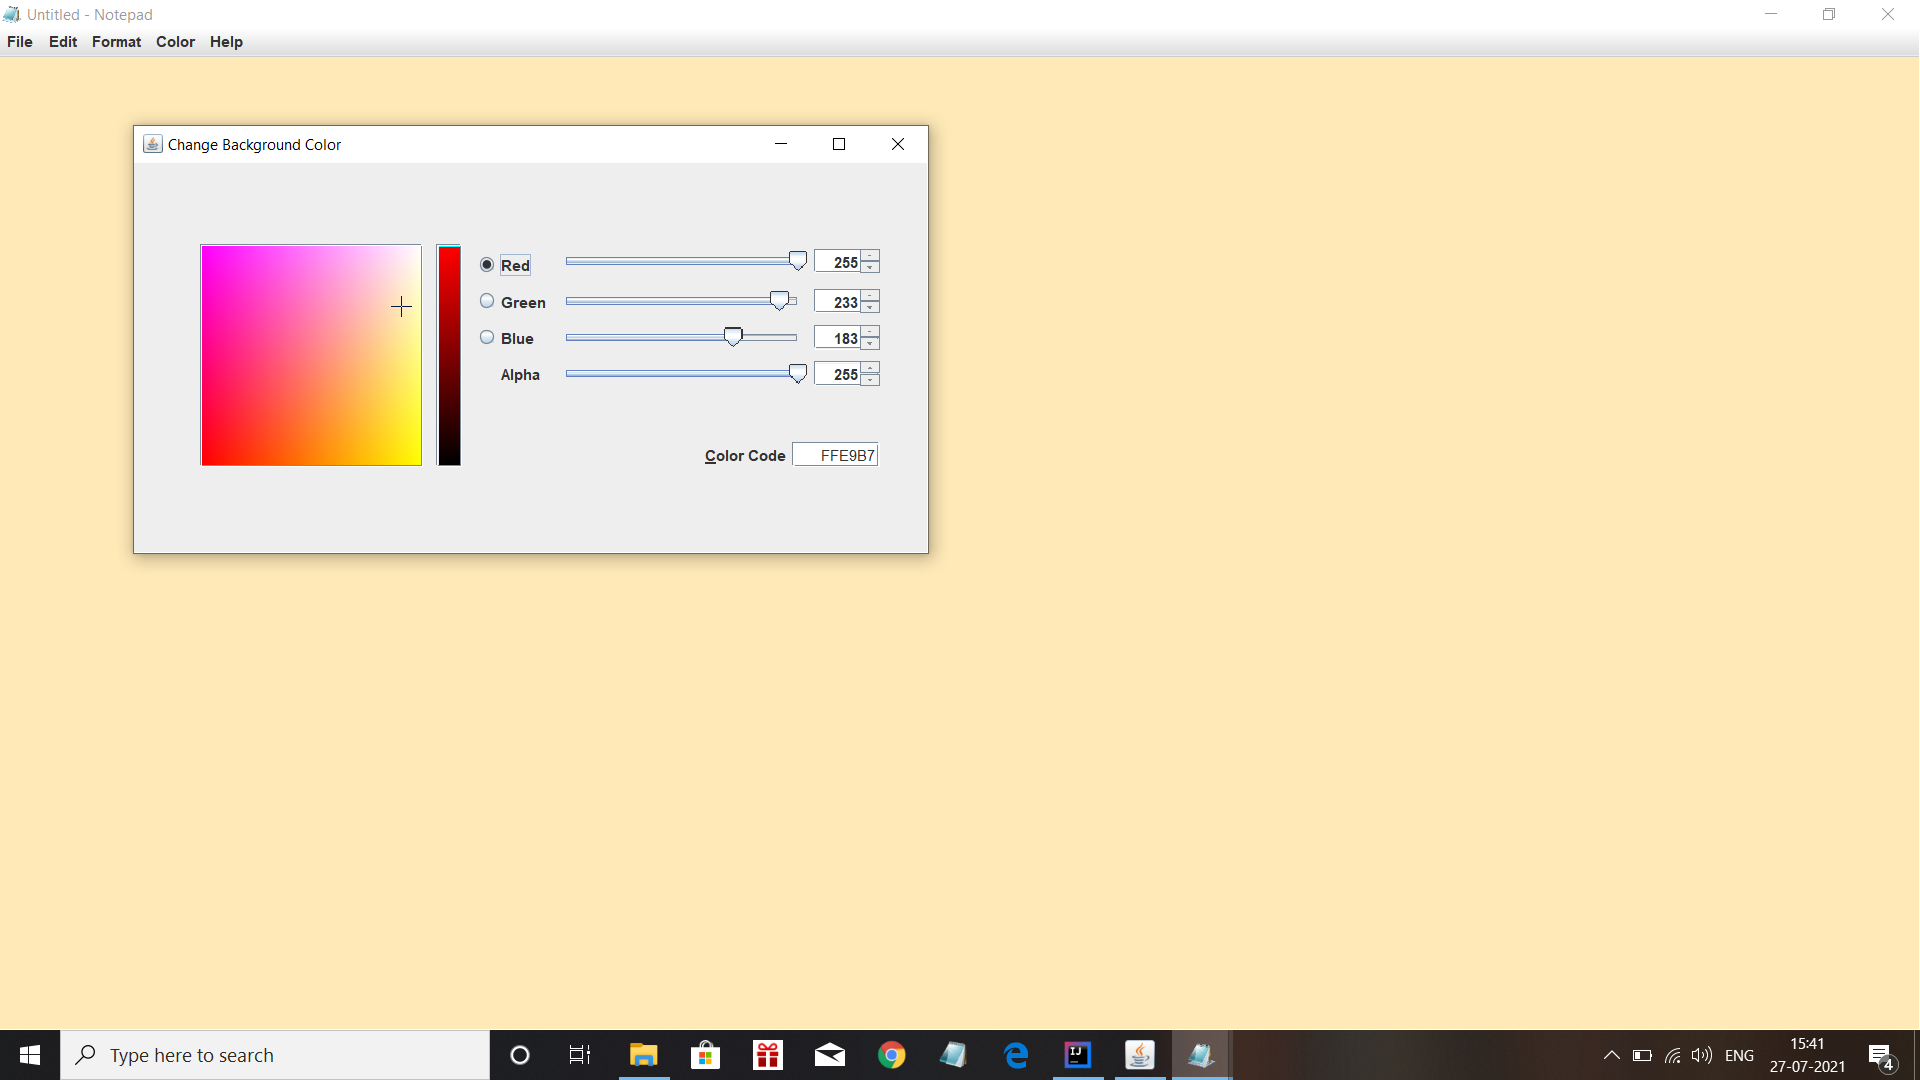 Untitled - Notepad
File Edit Format Color Help
Change Background Color
Red 255
Green 233
Blue 183
Alpha 255
Color Code FFE9B7
Type here to search
IJ
ENG
15:41
27-07-2021
4